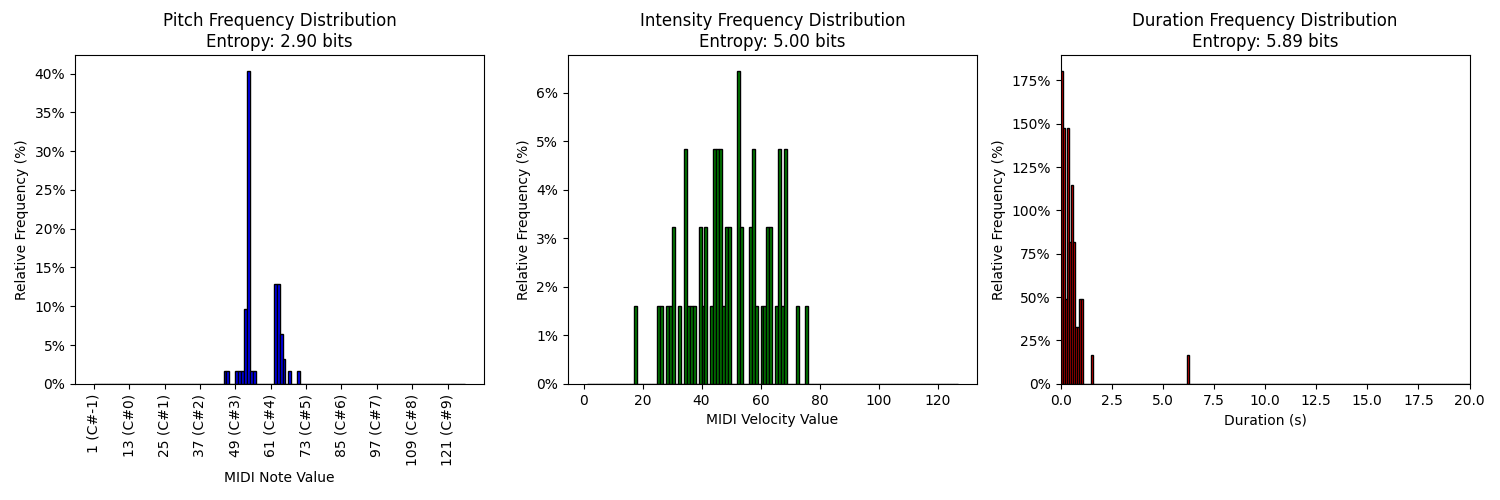 Pitch Frequency Distribution
Entropy: 2.90 bits
Relative Frequency (%)
40%
35%
30%
25%
20%
15%
10%
5%
0%
1 (C#-1)
13 (C#0)
25 (C#1)
37 (C#2)
49 (C#3)
61 (C#4)
73 (C#5)
85 (C#6)
97 (C#7)
109 (C#8)
121 (C#9)
MIDI Note Value
Intensity Frequency Distribution
Entropy: 5.00 bits
Relative Frequency (%)
6%
5%
4%
3%
2%
1%
0%
0 20 40 60 80 100 120
MIDI Velocity Value
Duration Frequency Distribution
Entropy: 5.89 bits
Relative Frequency (%)
175%
150%
125%
100%
75%
50%
25%
0%
0.0 2.5 5.0 7.5 10.0 12.5 15.0 17.5 20.0
Duration (s)